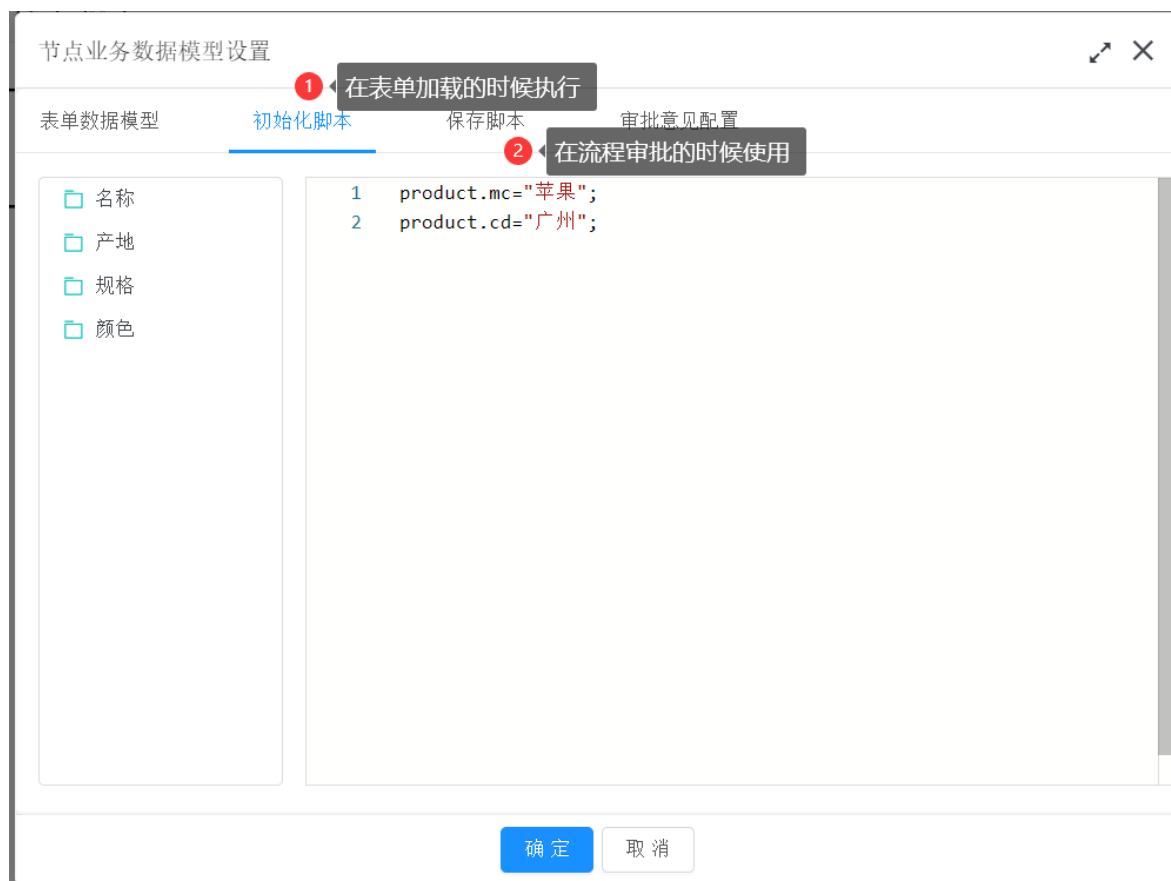 节点业务数据模型设置
1 在表单加载的时候执行
表单数据模型 初始化脚本 保存脚本 审批意见配置
2 在流程审批的时候使用
名称
产地
规格
颜色
1 product.mc="苹果";
2 product.cd="广州";
确 定 取 消